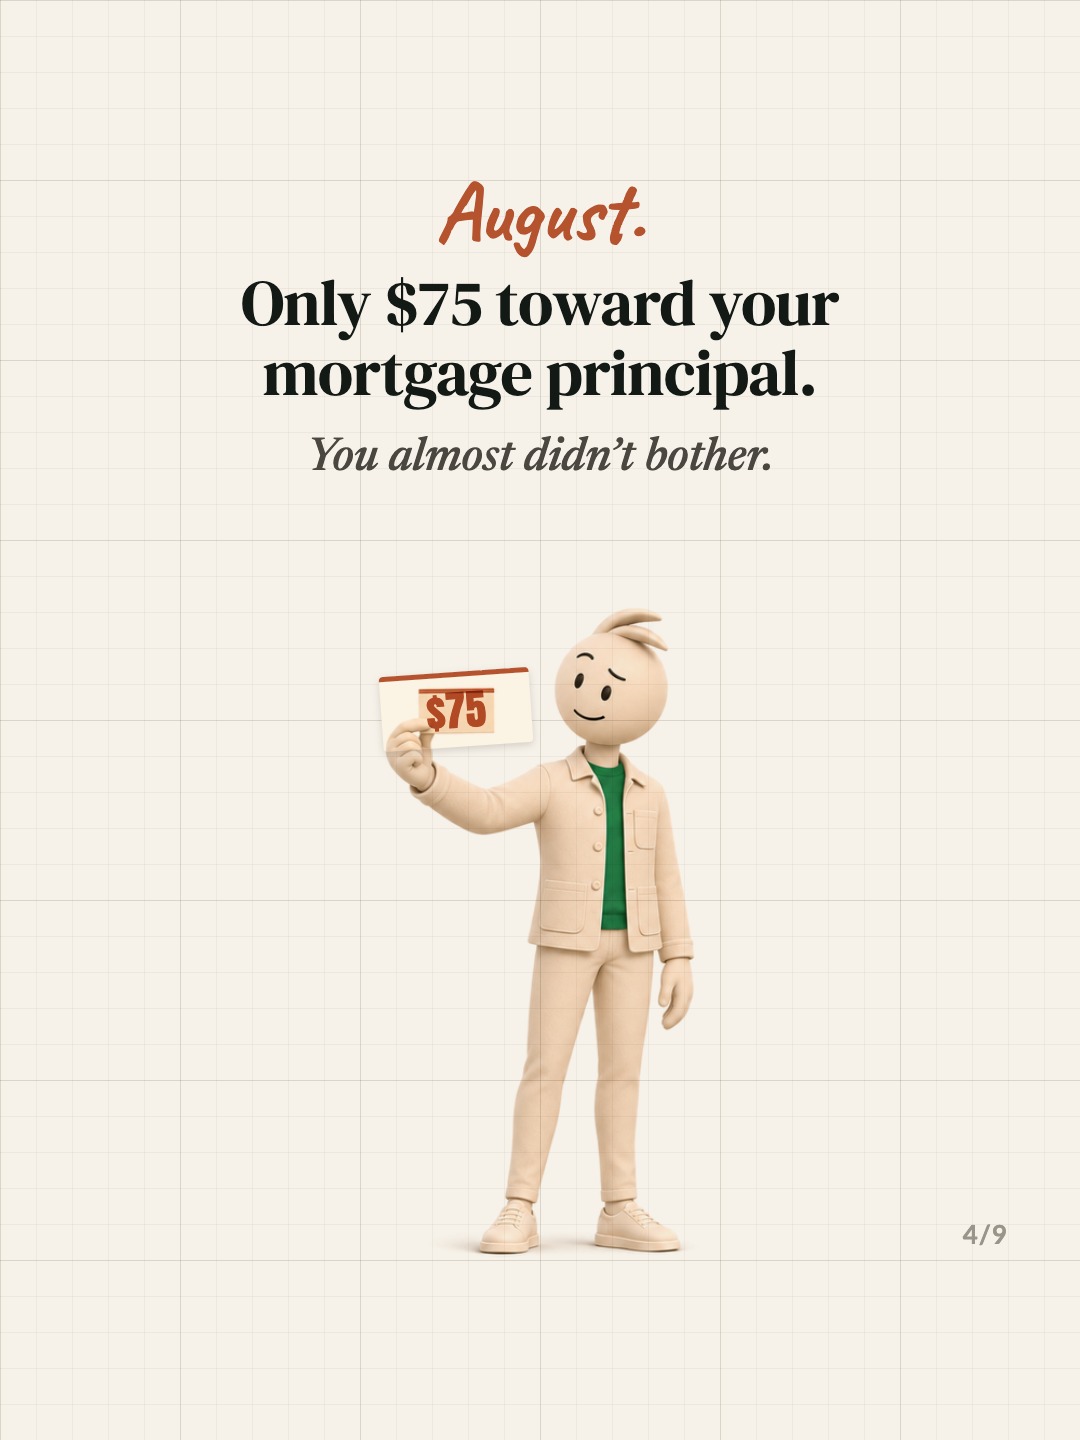 August.
Only $75 toward your
mortgage principal.
You almost didn’t bother.
$75
4/9